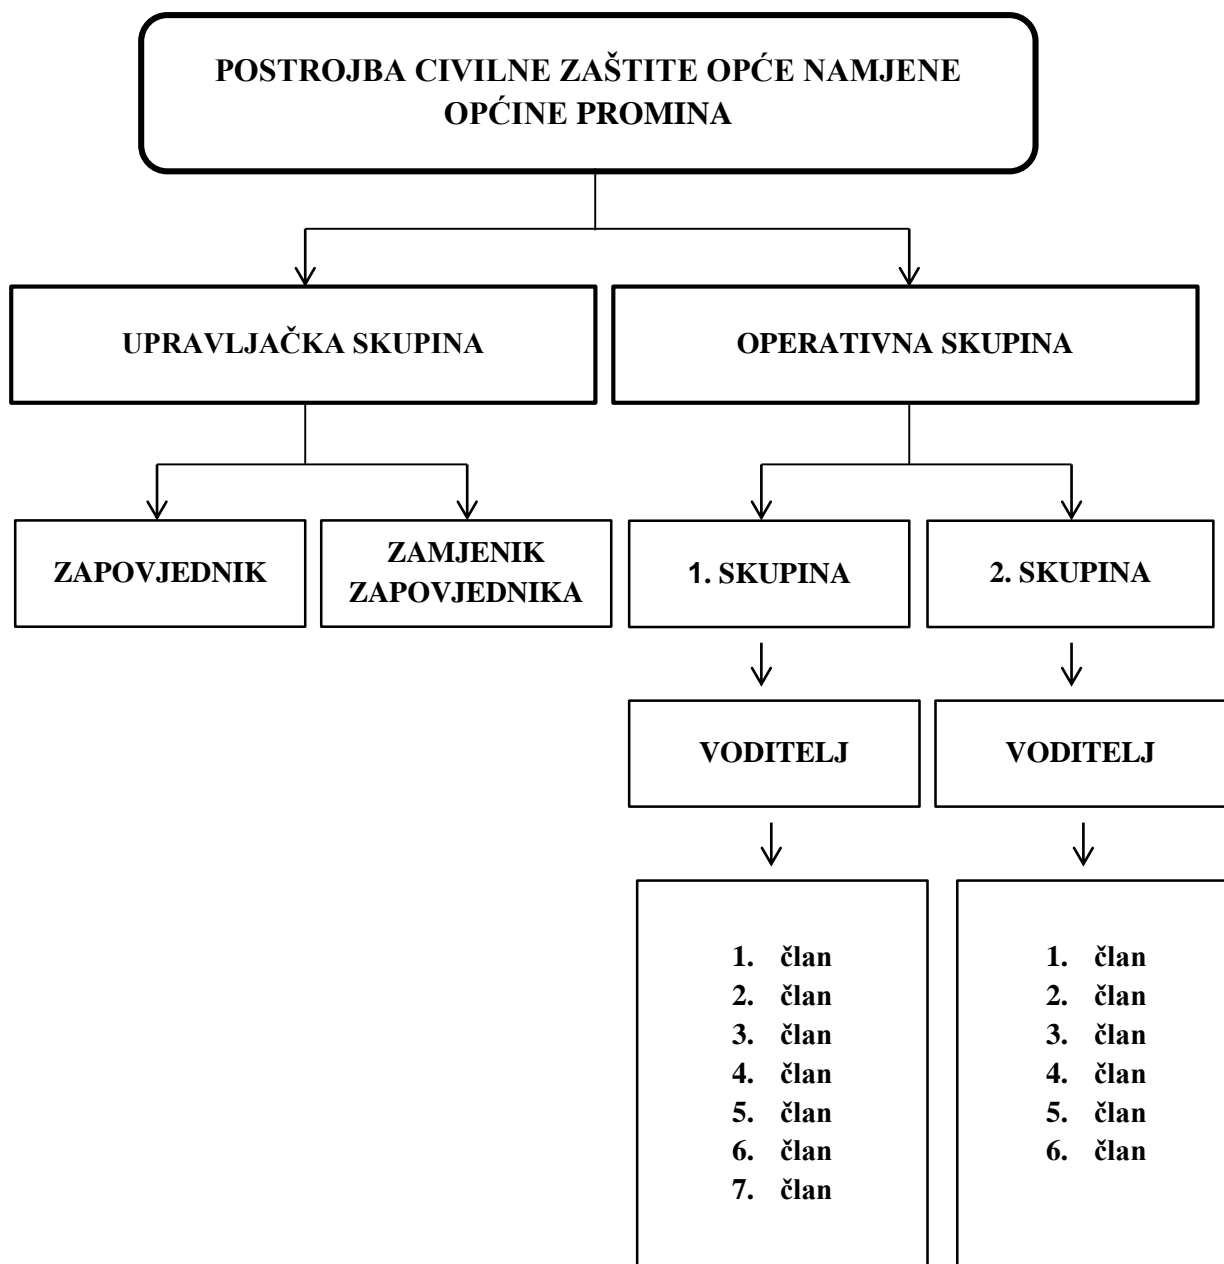 POSTROJBA CIVILNE ZAŠTITE OPĆE NAMJENE
OPĆINE PROMINA
UPRAVLJAČKA SKUPINA
OPERATIVNA SKUPINA
ZAPOVJEDNIK
ZAMJENIK
ZAPOVJEDNIKA
1. SKUPINA
2. SKUPINA
VODITELJ
VODITELJ
1. član
2. član
3. član
4. član
5. član
6. član
7. član
1. član
2. član
3. član
4. član
5. član
6. član